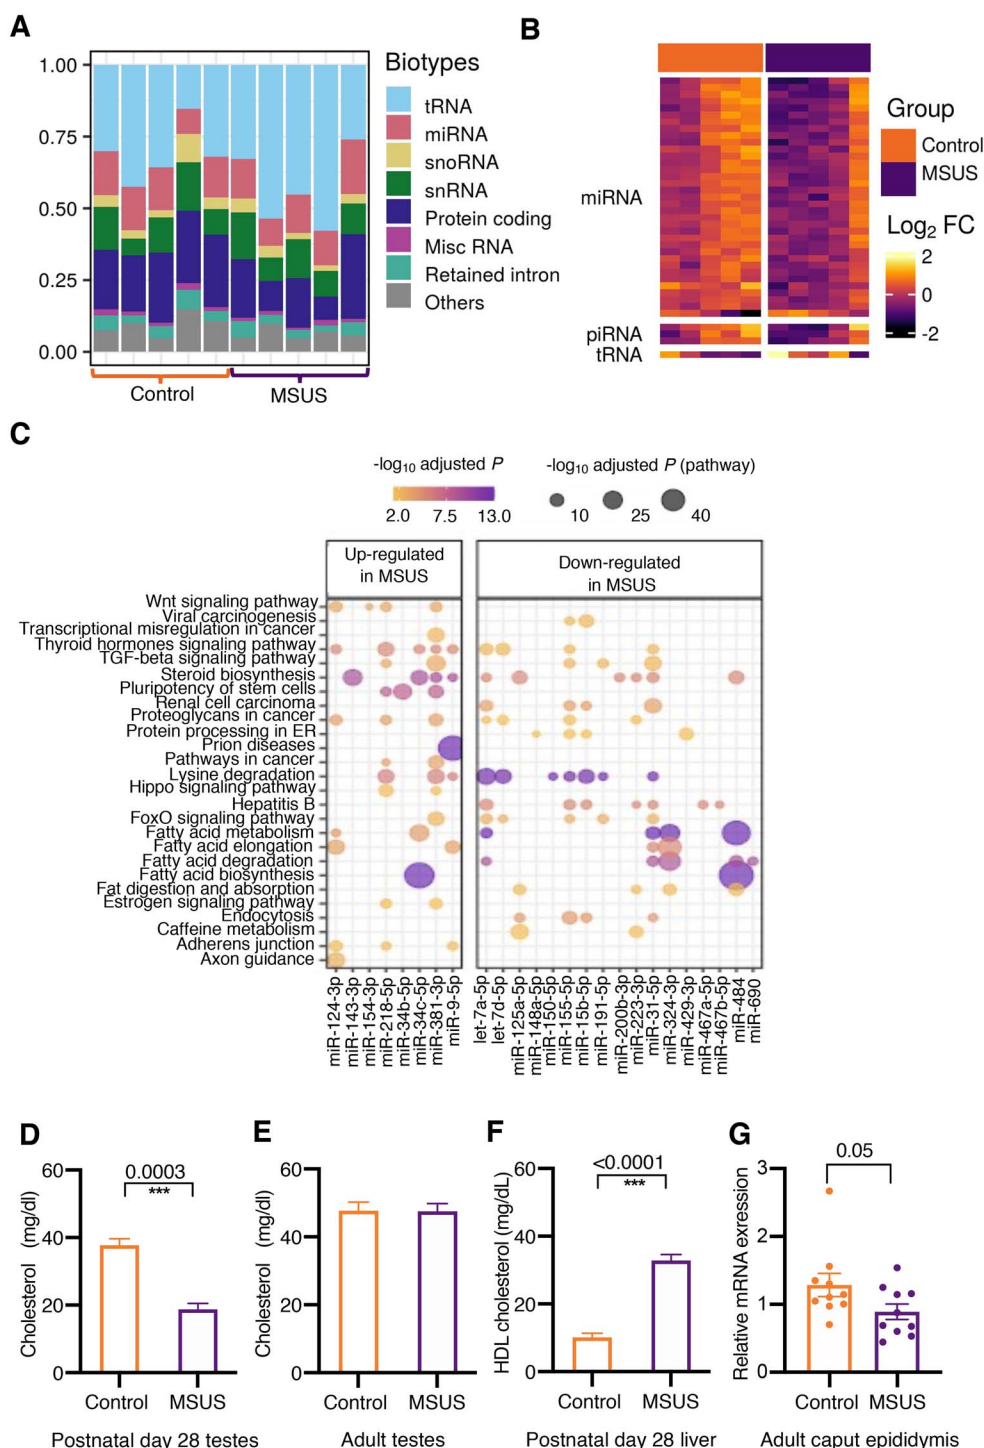 A
1.00
0.75
0.50
0.25
0.00
Control
MSUS
Biotypes
tRNA
miRNA
snoRNA
snRNA
Protein coding
Misc RNA
Retained intron
Others
B
miRNA
piRNA
tRNA
Group
Control
MSUS
Log₂ FC
2
0
-2
C
-log₁₀ adjusted P
2.0 7.5 13.0
-log₁₀ adjusted P (pathway)
10 25 40
Up-regulated
in MSUS
Down-regulated
in MSUS
Wnt signaling pathway
Viral carcinogenesis
Transcriptional misregulation in cancer
Thyroid hormones signaling pathway
TGF-beta signaling pathway
Steroid biosynthesis
Pluripotency of stem cells
Renal cell carcinoma
Proteoglycans in cancer
Protein processing in ER
Prion diseases
Pathways in cancer
Lysine degradation
Hippo signaling pathway
Hepatitis B
FoxO signaling pathway
Fatty acid metabolism
Fatty acid elongation
Fatty acid degradation
Fatty acid biosynthesis
Fat digestion and absorption
Estrogen signaling pathway
Endocytosis
Caffeine metabolism
Adherens junction
Axon guidance
miR-124-3p
miR-143-3p
miR-154-3p
miR-218-5p
miR-34b-5p
miR-34c-5p
miR-381-3p
miR-9-5p
let-7a-5p
let-7d-5p
miR-125a-5p
miR-148a-5p
miR-150-5p
miR-155-5p
miR-15b-5p
miR-191-5p
miR-200b-3p
miR-223-3p
miR-31-5p
miR-324-3p
miR-429-3p
miR-467a-5p
miR-467b-5p
miR-484
miR-690
D
Cholesterol (mg/dl)
60
40
20
0
0.0003
***
Control MSUS
Postnatal day 28 testes
E
Cholesterol (mg/dl)
60
40
20
0
Control MSUS
Adult testes
F
HDL cholesterol (mg/dL)
60
40
20
0
<0.0001
***
Control MSUS
Postnatal day 28 liver
G
Relative mRNA exression
3
2
1
0
0.05
Control MSUS
Adult caput epididymis